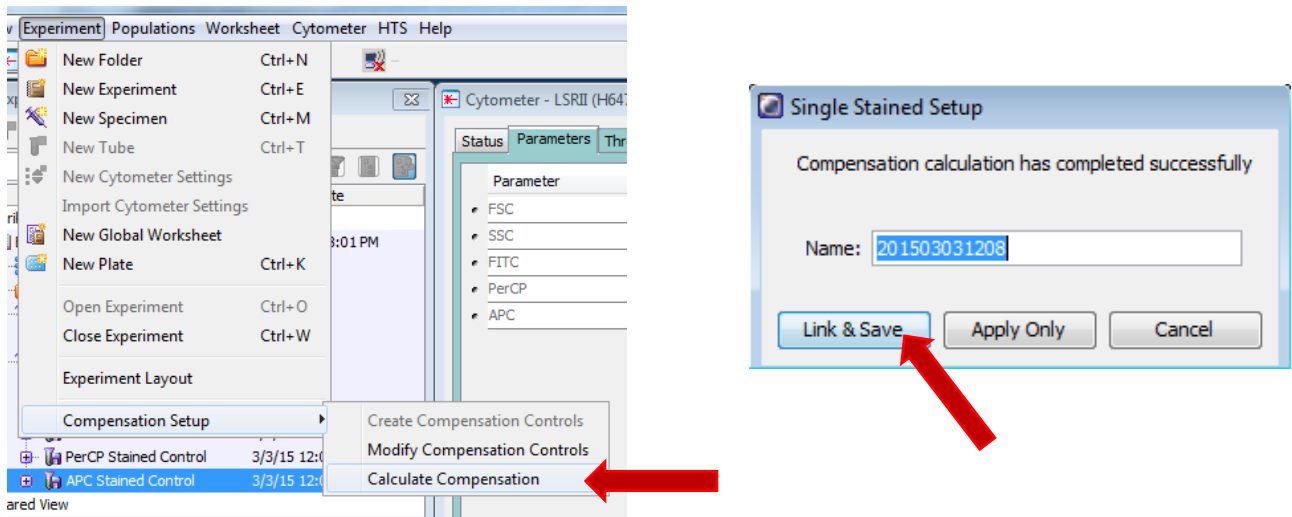 Experiment Populations Worksheet Cytometer HTS Help
New Folder Ctrl+N
New Experiment Ctrl+E
New Specimen Ctrl+M
New Tube Ctrl+T
New Cytometer Settings
Import Cytometer Settings
New Global Worksheet
New Plate Ctrl+K
Open Experiment Ctrl+O
Close Experiment Ctrl+W
Experiment Layout
Compensation Setup
Create Compensation Controls
Modify Compensation Controls
Calculate Compensation
PerCP Stained Control 3/3/15 12:0
APC Stained Control 3/3/15 12:0
ared View
te
3:01 PM
Cytometer - LSRII (H647
Status Parameters Thr
Parameter
FSC
SSC
FITC
PerCP
APC
Single Stained Setup
Compensation calculation has completed successfully
Name: 201503031208
Link & Save Apply Only Cancel